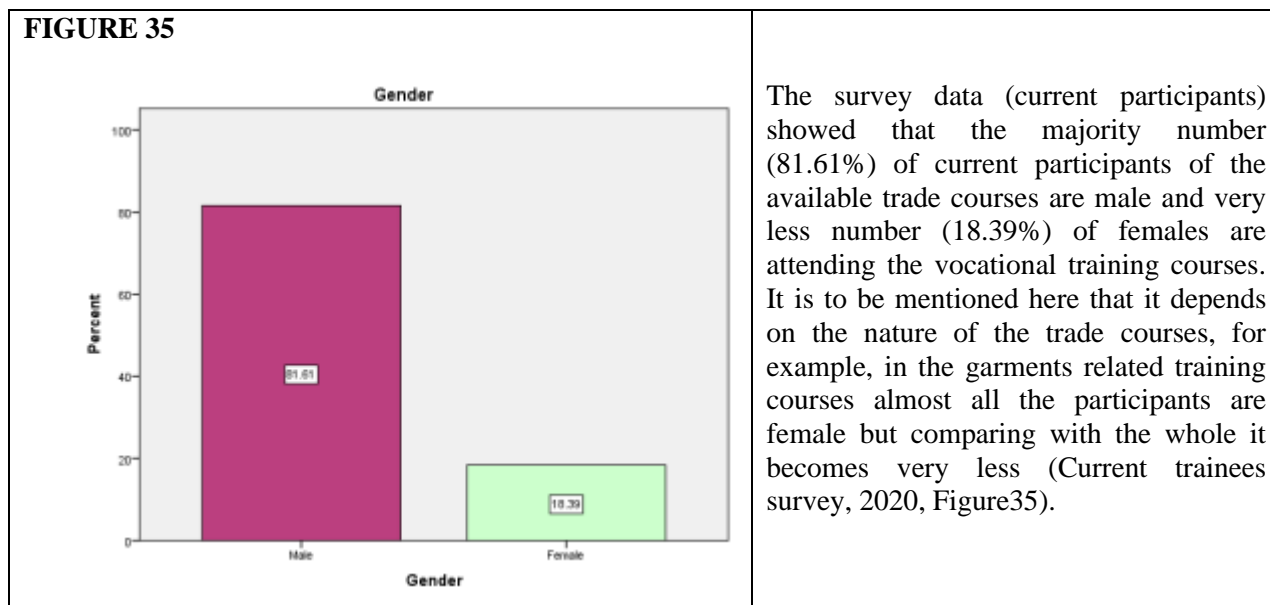 FIGURE 35
Gender
100
80
60
40
20
0
Percent
81.61
18.39
Male
Female
Gender
The survey data (current participants)
showed that the majority number
(81.61%) of current participants of the
available trade courses are male and very
less number (18.39%) of females are
attending the vocational training courses.
It is to be mentioned here that it depends
on the nature of the trade courses, for
example, in the garments related training
courses almost all the participants are
female but comparing with the whole it
becomes very less (Current trainees
survey, 2020, Figure35).